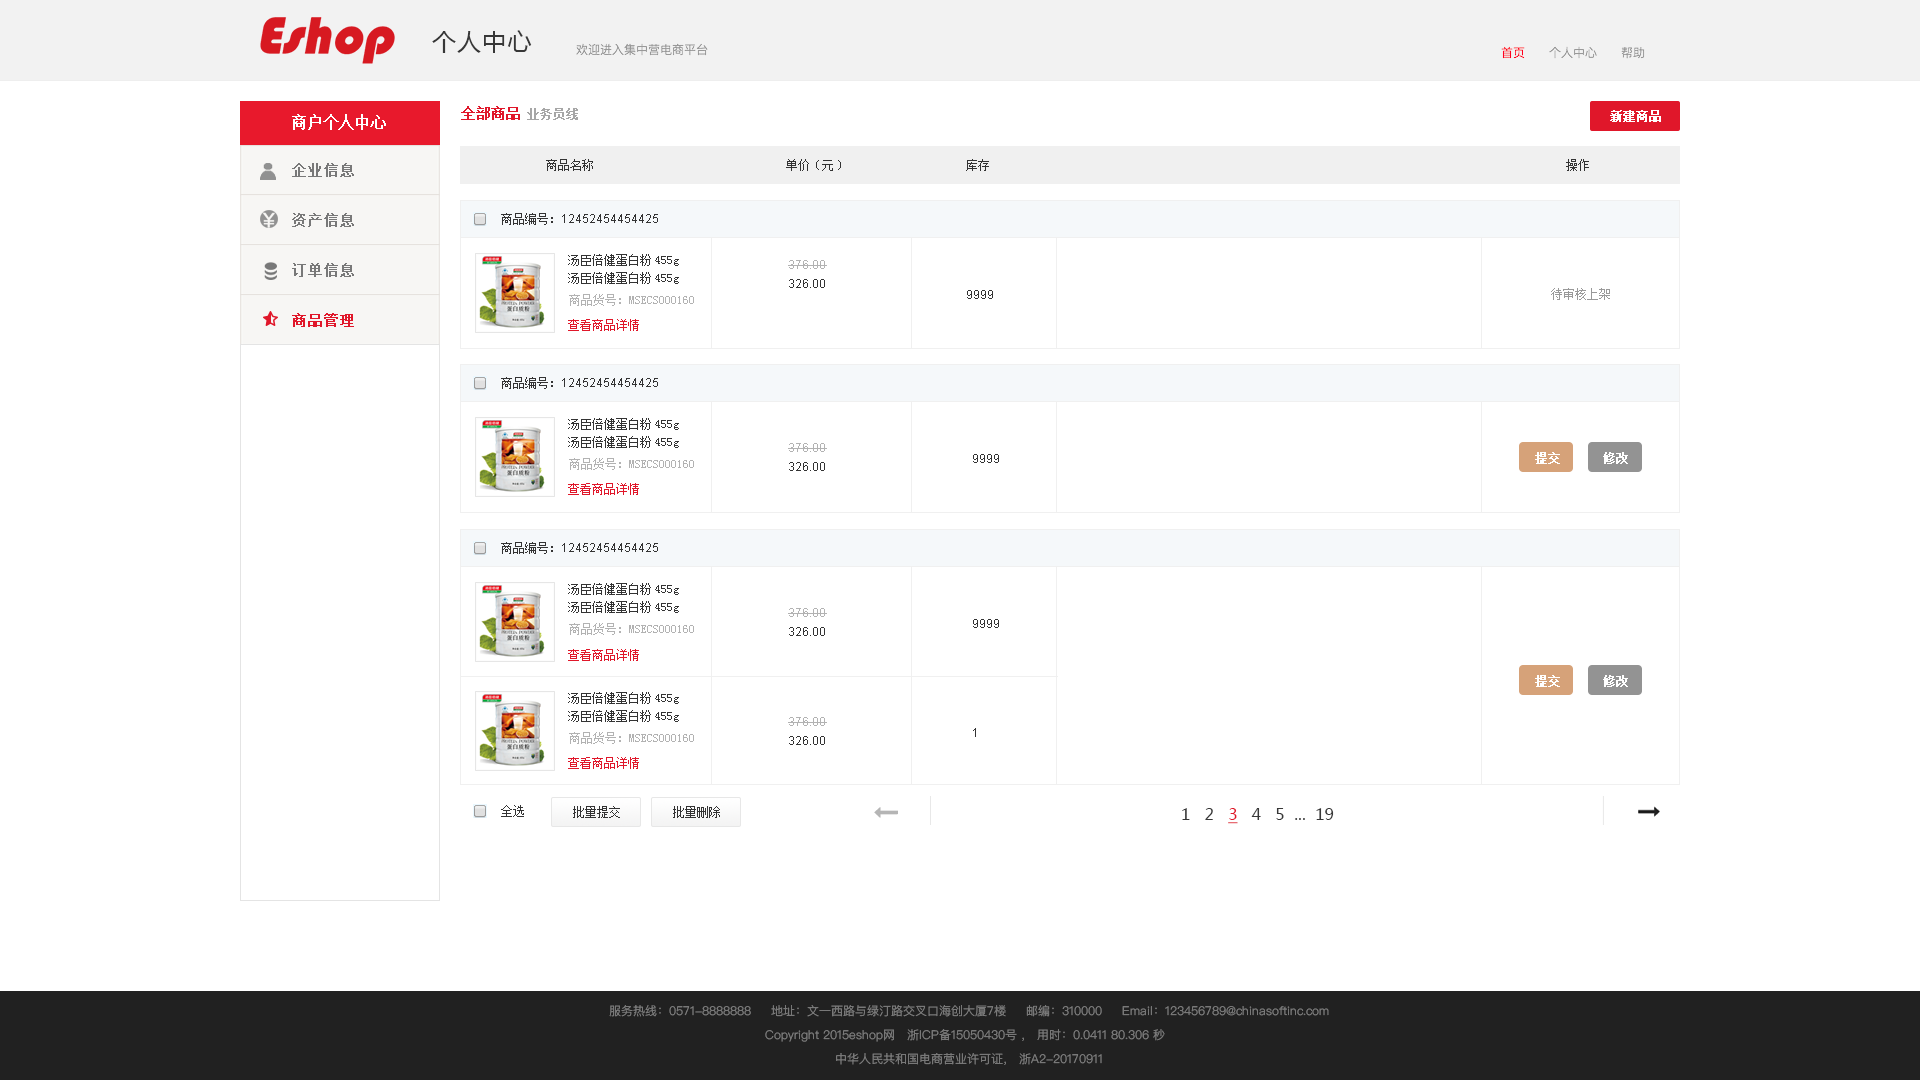 Eshop 个人中心 欢迎进入集中营电商平台 首页 个人中心 帮助
商户个人中心
企业信息
资产信息
订单信息
商品管理
全部商品 业务员线 新建商品
商品名称 单价（元） 库存 操作
商品编号：12452454454425
汤臣倍健蛋白粉 455g
汤臣倍健蛋白粉 455g
商品货号：MSECS000160
查看商品详情
376.00
326.00
9999
待审核上架
商品编号：12452454454425
汤臣倍健蛋白粉 455g
汤臣倍健蛋白粉 455g
商品货号：MSECS000160
查看商品详情
376.00
326.00
9999
提交 修改
商品编号：12452454454425
汤臣倍健蛋白粉 455g
汤臣倍健蛋白粉 455g
商品货号：MSECS000160
查看商品详情
376.00
326.00
9999
提交 修改
汤臣倍健蛋白粉 455g
汤臣倍健蛋白粉 455g
商品货号：MSECS000160
查看商品详情
376.00
326.00
1
全选 批量提交 批量删除 1 2 3 4 5 ... 19
服务热线：0571-8888888 地址：文一西路与绿汀路交叉口海创大厦7楼 邮编：310000 Email：123456789@chinasoftinc.com
Copyright 2015eshop网 浙ICP备15050430号， 用时：0.0411 80.306 秒
中华人民共和国电商营业许可证， 浙A2-20170911